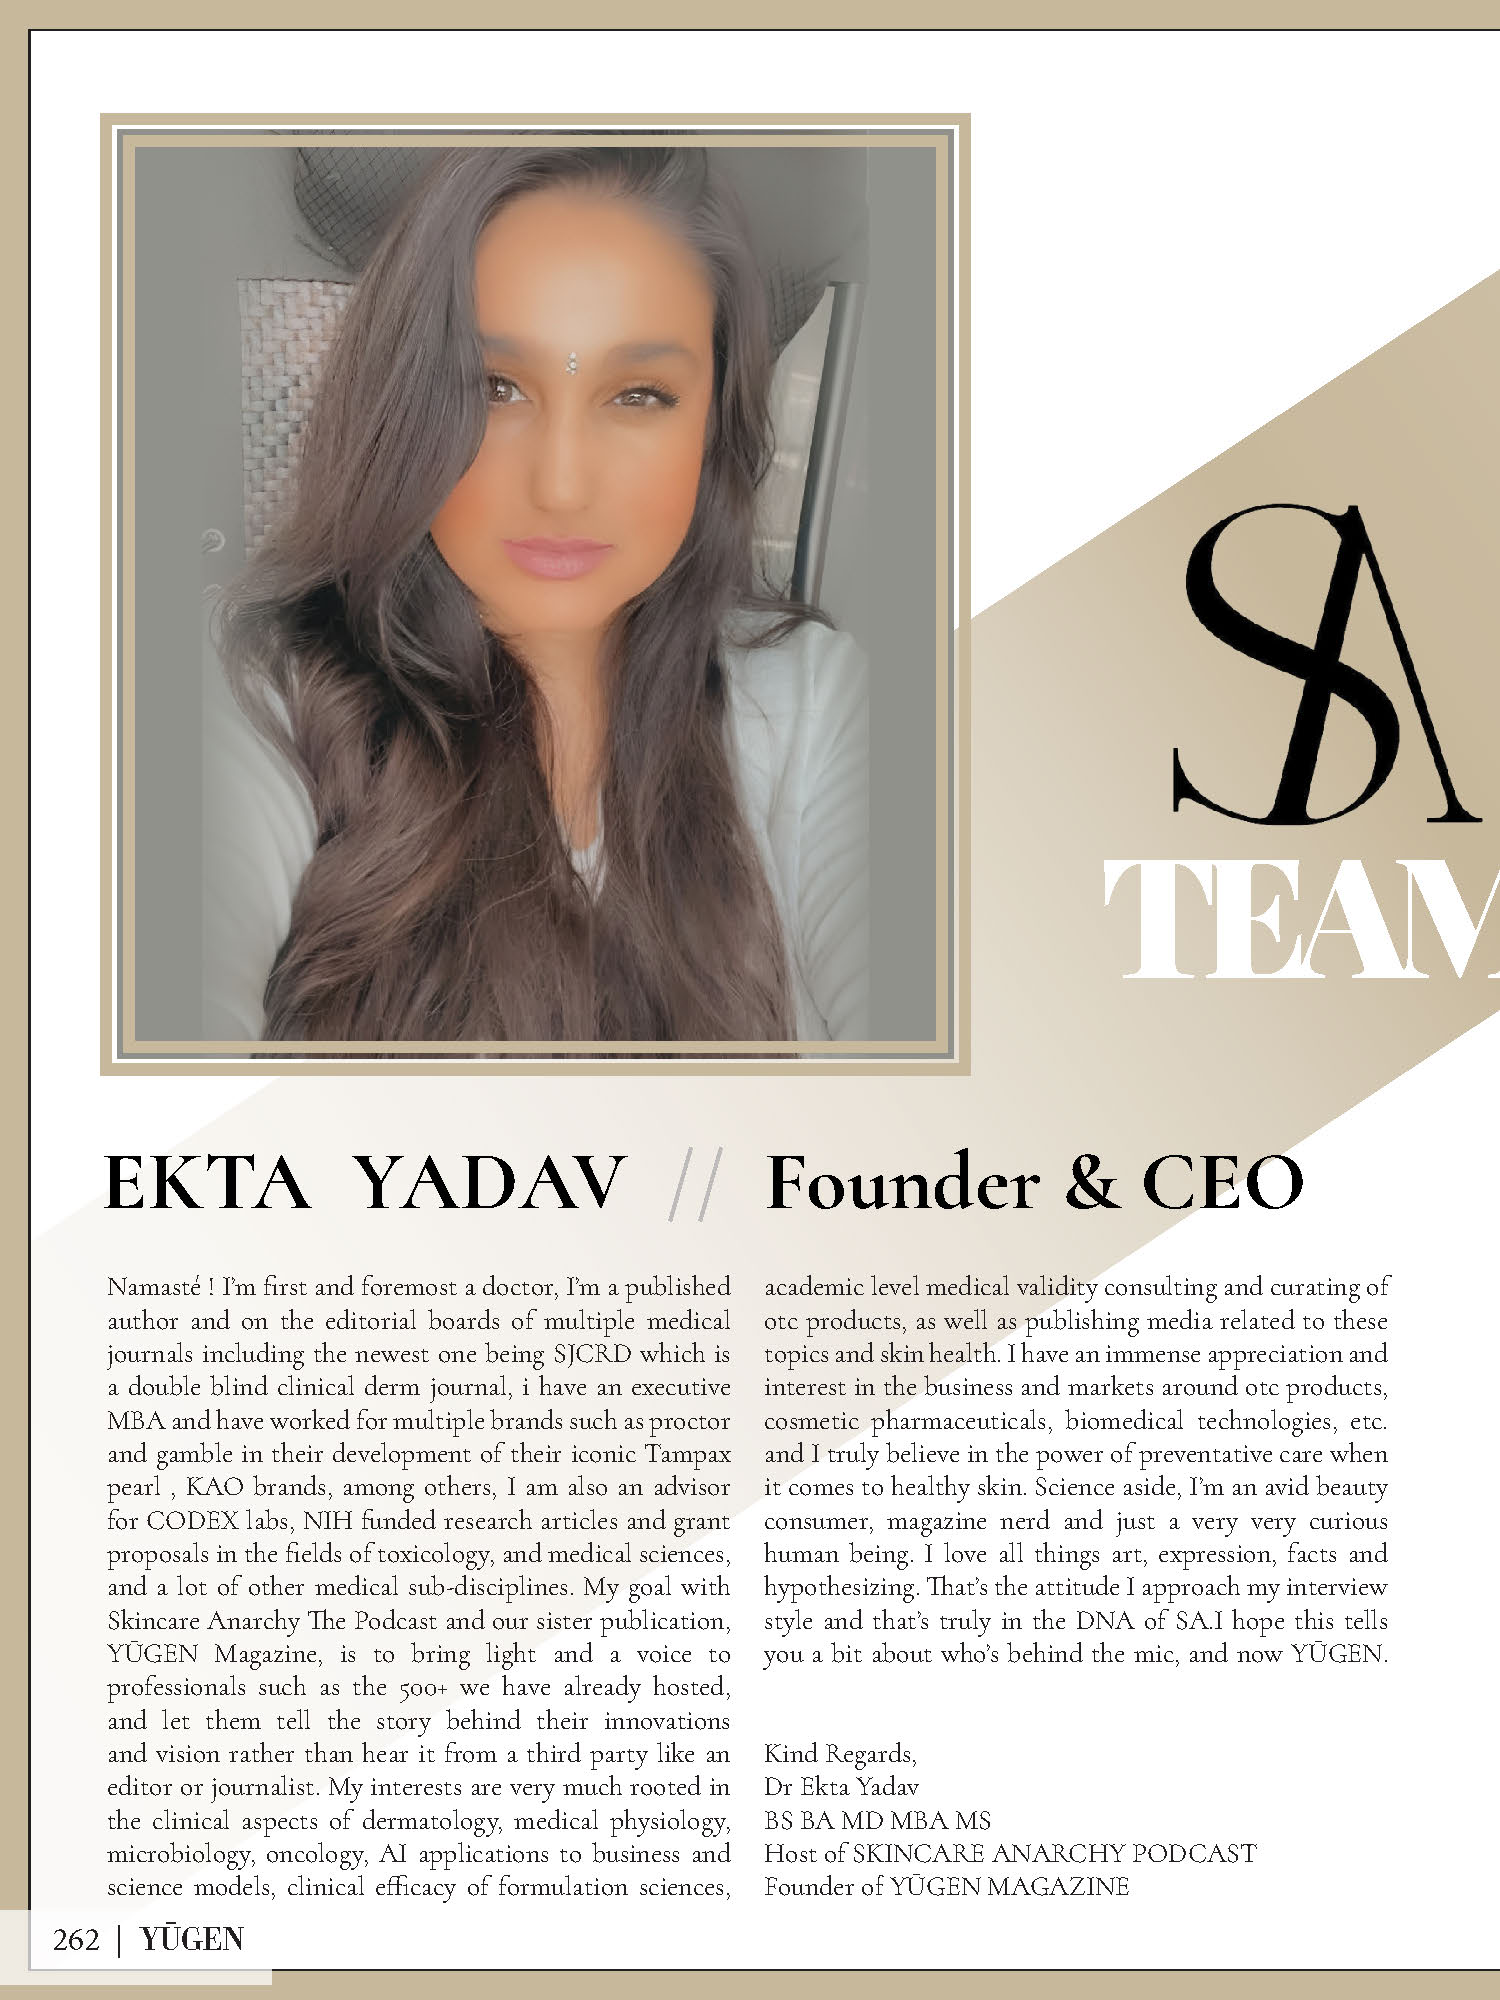 SA
TEAM
EKTA YADAV // Founder & CEO
Namasté ! I'm first and foremost a doctor, I'm a published
author and on the editorial boards of multiple medical
journals including the newest one being SJCRD which is
a double blind clinical derm journal, i have an executive
MBA and have worked for multiple brands such as proctor
and gamble in their development of their iconic Tampax
pearl , KAO brands, among others, I am also an advisor
for CODEX labs, NIH funded research articles and grant
proposals in the fields of toxicology, and medical sciences,
and a lot of other medical sub-disciplines. My goal with
Skincare Anarchy The Podcast and our sister publication,
YŪGEN Magazine, is to bring light and a voice to
professionals such as the 500+ we have already hosted,
and let them tell the story behind their innovations
and vision rather than hear it from a third party like an
editor or journalist. My interests are very much rooted in
the clinical aspects of dermatology, medical physiology,
microbiology, oncology, AI applications to business and
science models, clinical efficacy of formulation sciences,
academic level medical validity consulting and curating of
otc products, as well as publishing media related to these
topics and skin health. I have an immense appreciation and
interest in the business and markets around otc products,
cosmetic pharmaceuticals, biomedical technologies, etc.
and I truly believe in the power of preventative care when
it comes to healthy skin. Science aside, I'm an avid beauty
consumer, magazine nerd and just a very very curious
human being. I love all things art, expression, facts and
hypothesizing. That's the attitude I approach my interview
style and that's truly in the DNA of SA.I hope this tells
you a bit about who's behind the mic, and now YŪGEN.
Kind Regards,
Dr Ekta Yadav
BS BA MD MBA MS
Host of SKINCARE ANARCHY PODCAST
Founder of YŪGEN MAGAZINE
262 | YŪGEN